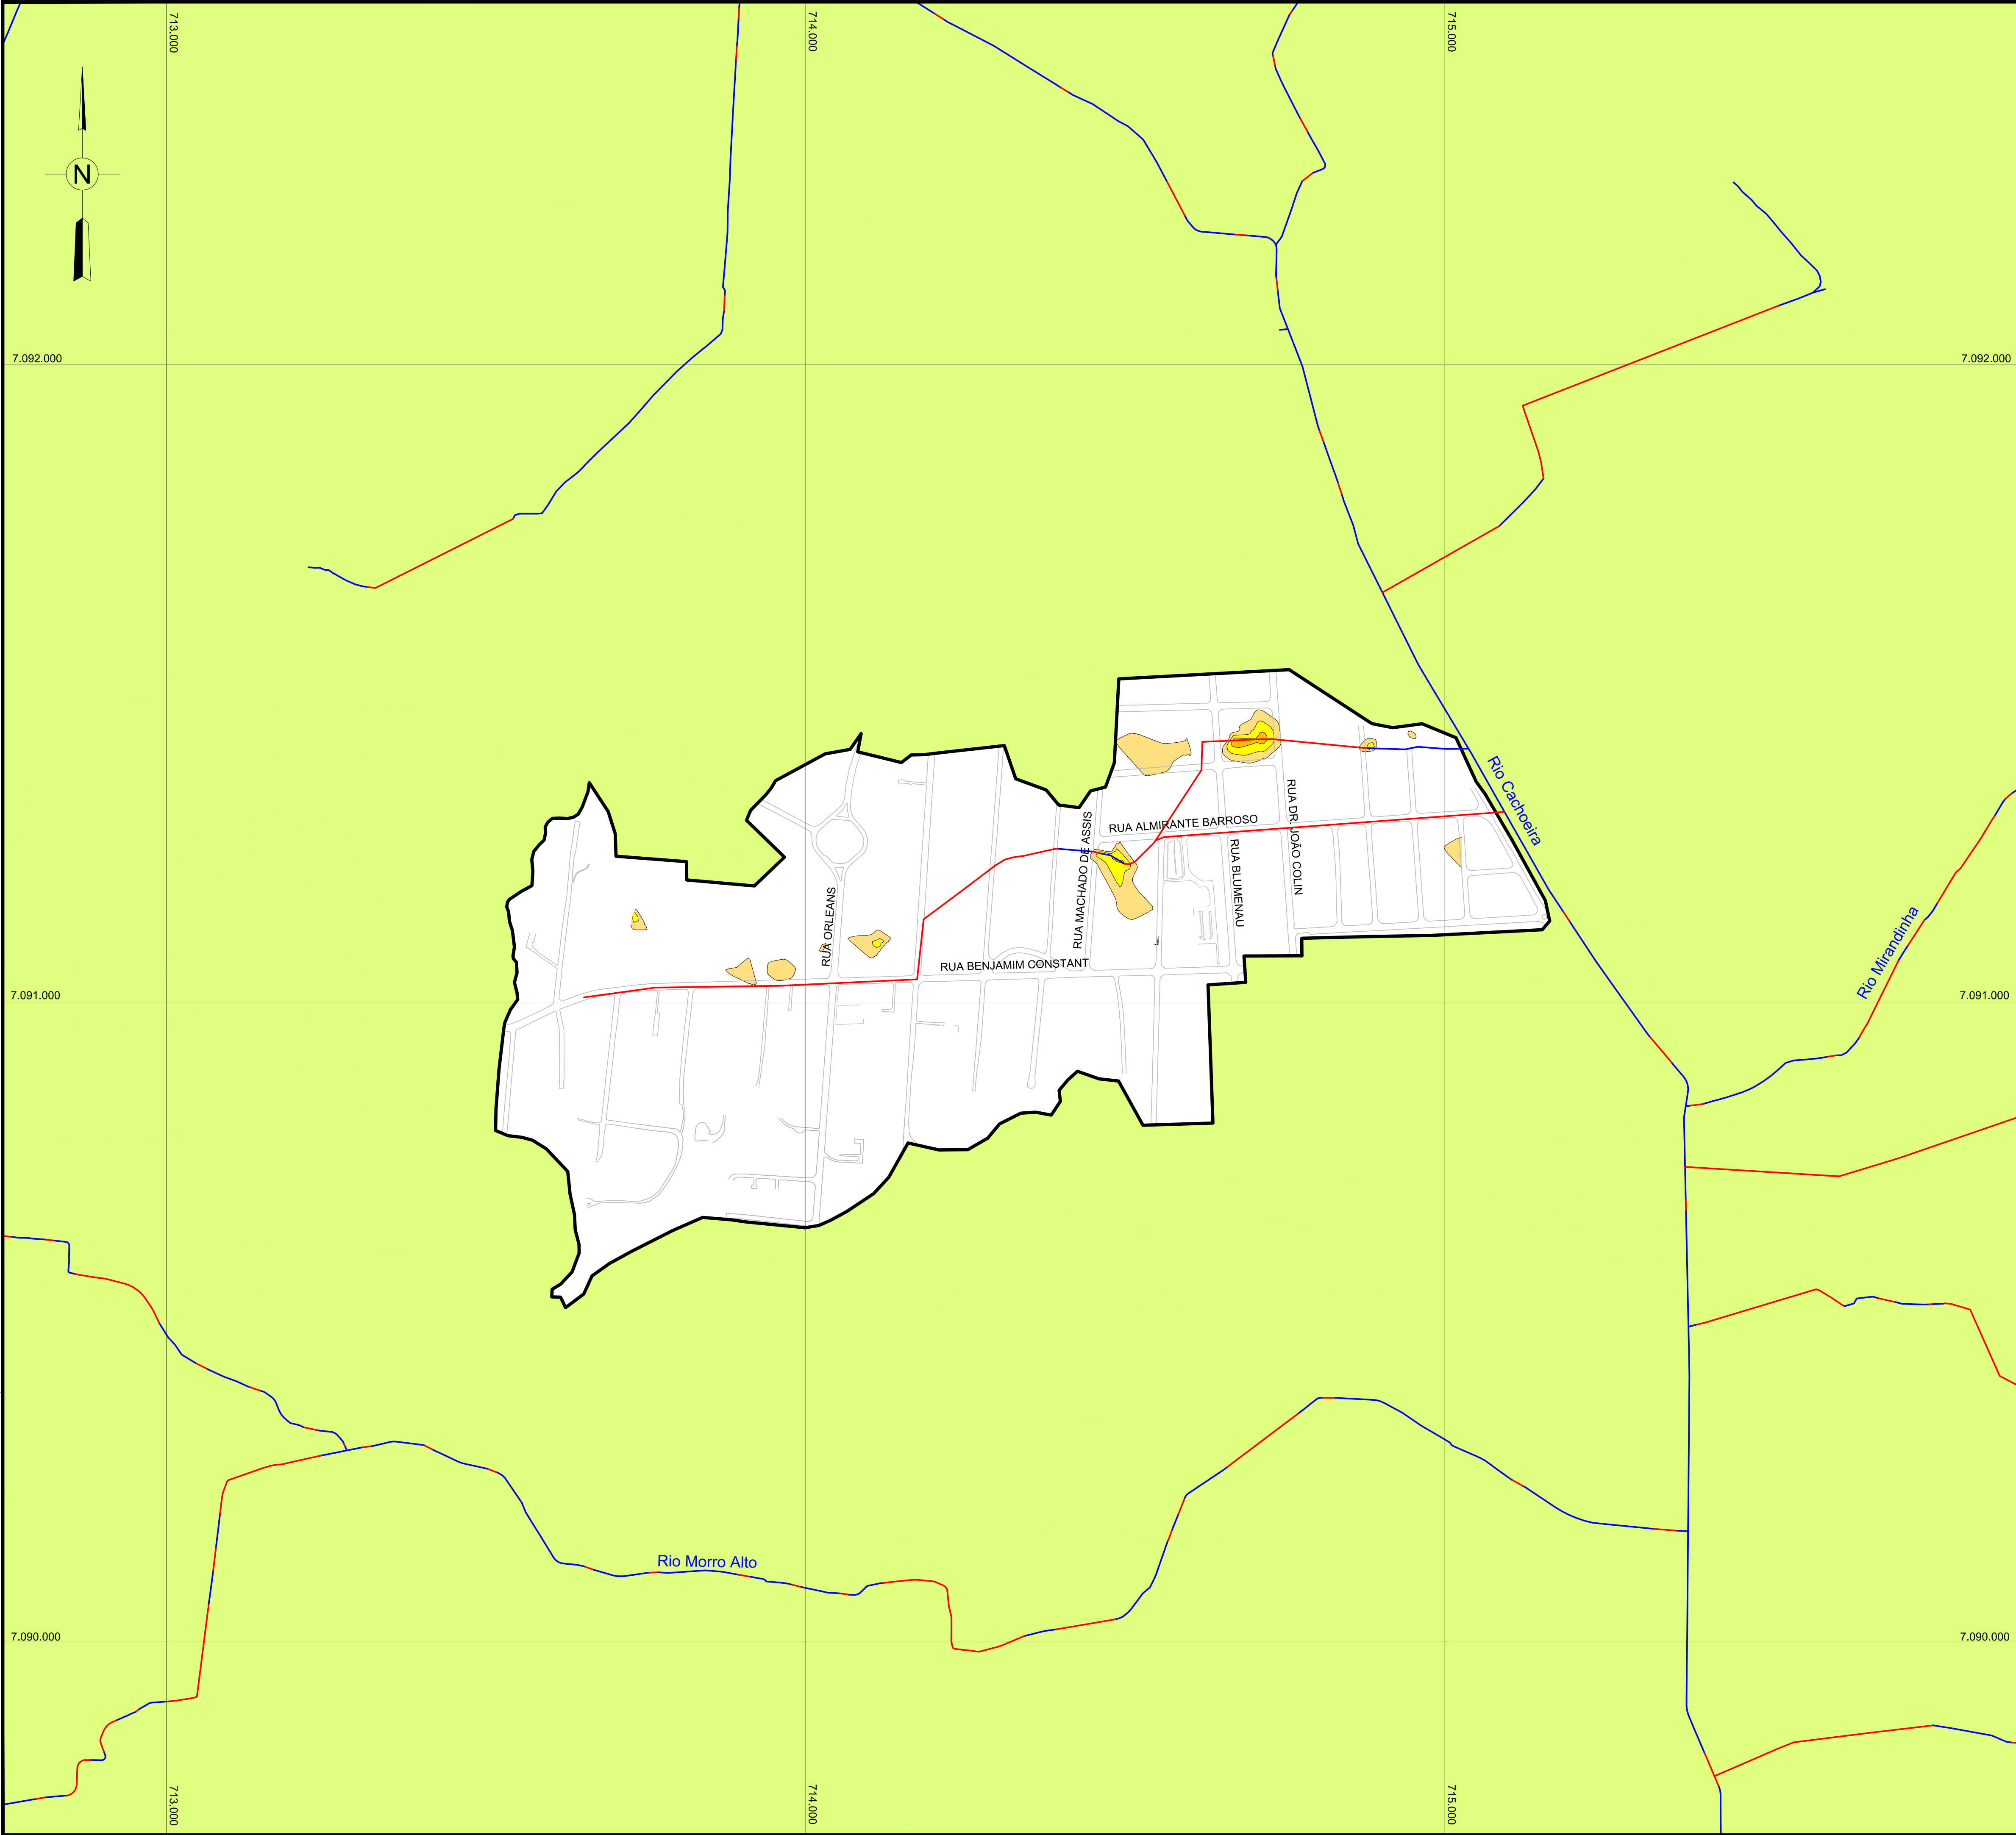 713.000
714.000
715.000
N
7.092.000
7.092.000
Rio Cachoeira
RUA DR. JOÃO COLIN
RUA ALMIRANTE BARROSO
RUA MACHADO DE ASSIS
RUA BLUMENAU
RUA ORLEANS
RUA BENJAMIM CONSTANT
Rio Mirandinha
7.091.000
7.091.000
Rio Morro Alto
7.090.000
7.090.000
713.000
714.000
715.000